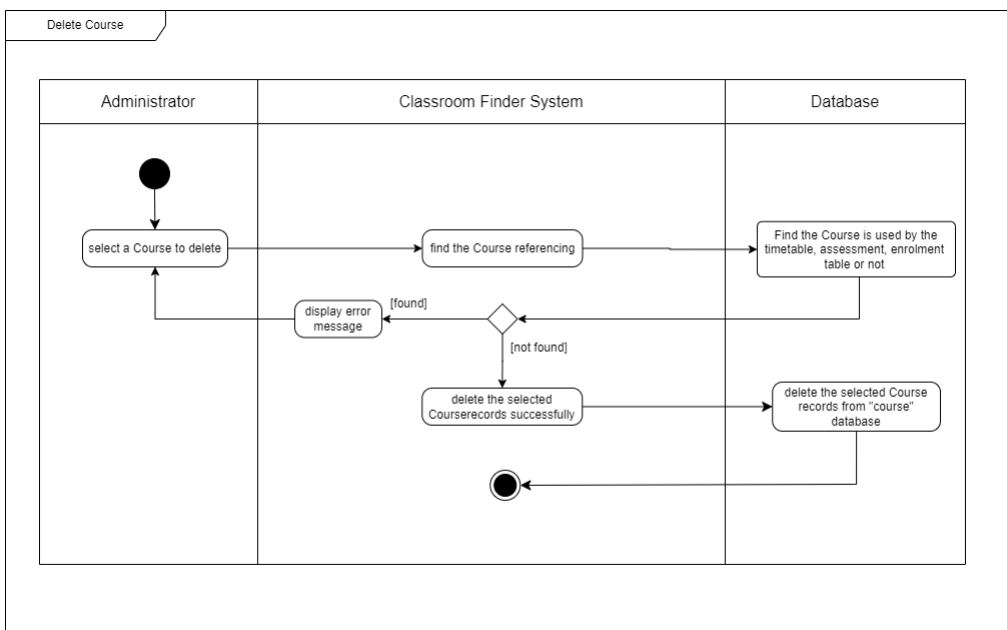 Delete Course
Administrator
Classroom Finder System
Database
select a Course to delete
find the Course referencing
Find the Course is used by the
timetable, assessment, enrolment
table or not
display error
message
[found]
[not found]
delete the selected
Courserecords successfully
delete the selected Course
records from "course"
database